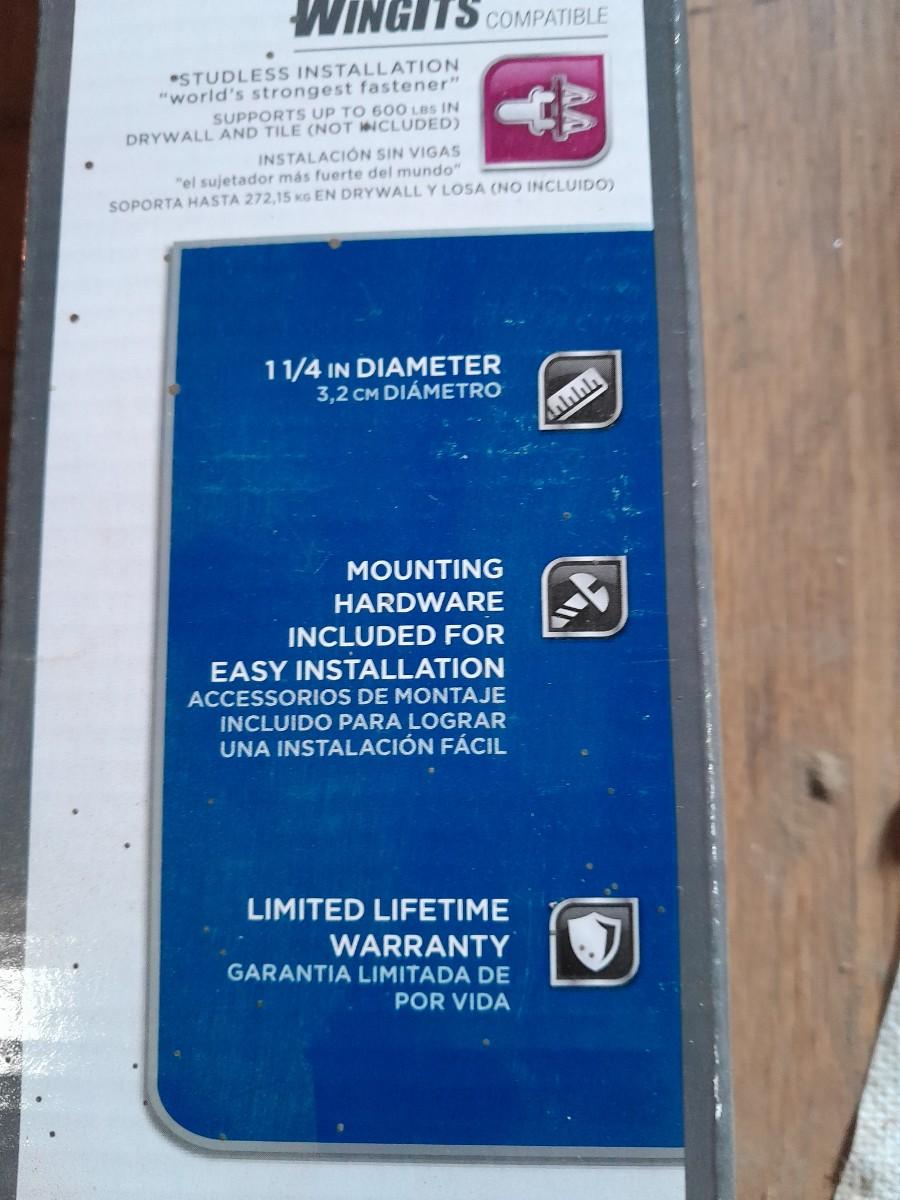 WINGITS COMPATIBLE
*STUDLESS INSTALLATION
"world's strongest fastener"
SUPPORTS UP TO 600 LBS IN
DRYWALL AND TILE (NOT INCLUDED)
INSTALACIÓN SIN VIGAS
"el sujetador más fuerte del mundo"
SOPORTA HASTA 272,15 KG EN DRYWALL Y LOSA (NO INCLUIDO)
1 1/4 IN DIAMETER
3,2 CM DIÁMETRO
MOUNTING
HARDWARE
INCLUDED FOR
EASY INSTALLATION
ACCESSORIOS DE MONTAJE
INCLUIDO PARA LOGRAR
UNA INSTALACIÓN FÁCIL
LIMITED LIFETIME
WARRANTY
GARANTIA LIMITADA DE
POR VIDA